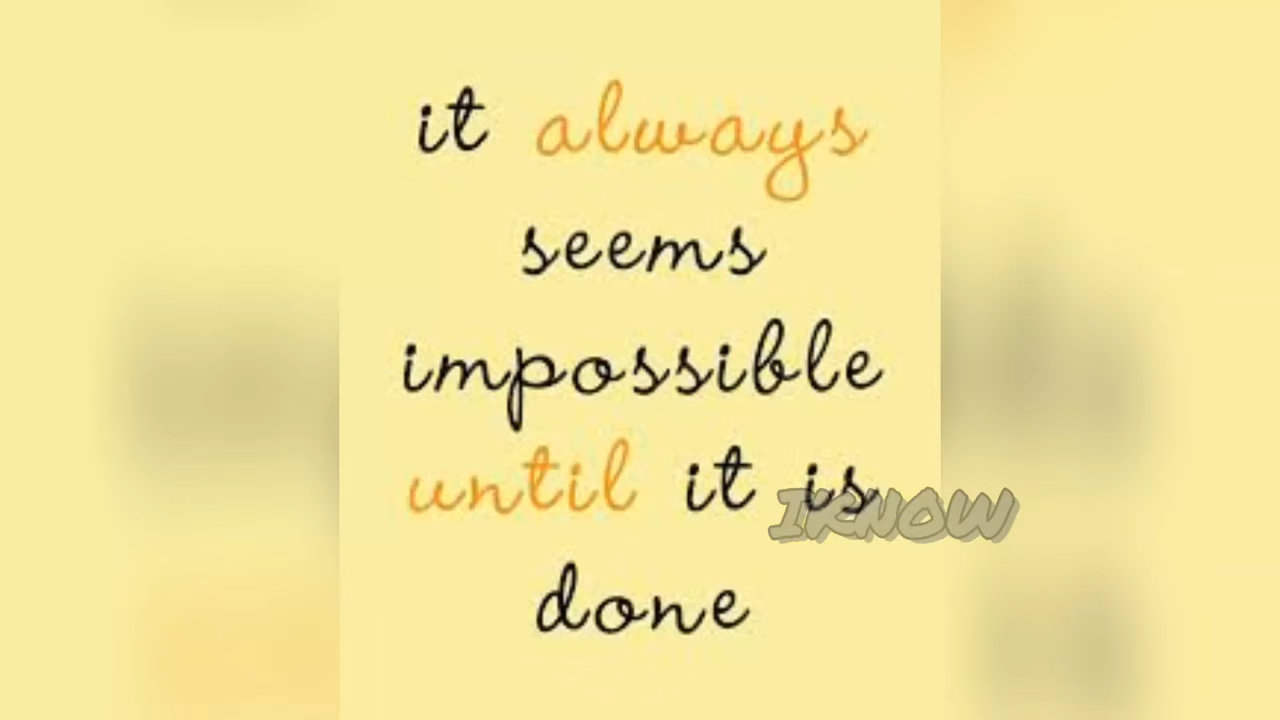 it always
seems
impossible
until it is
IKNOW
done